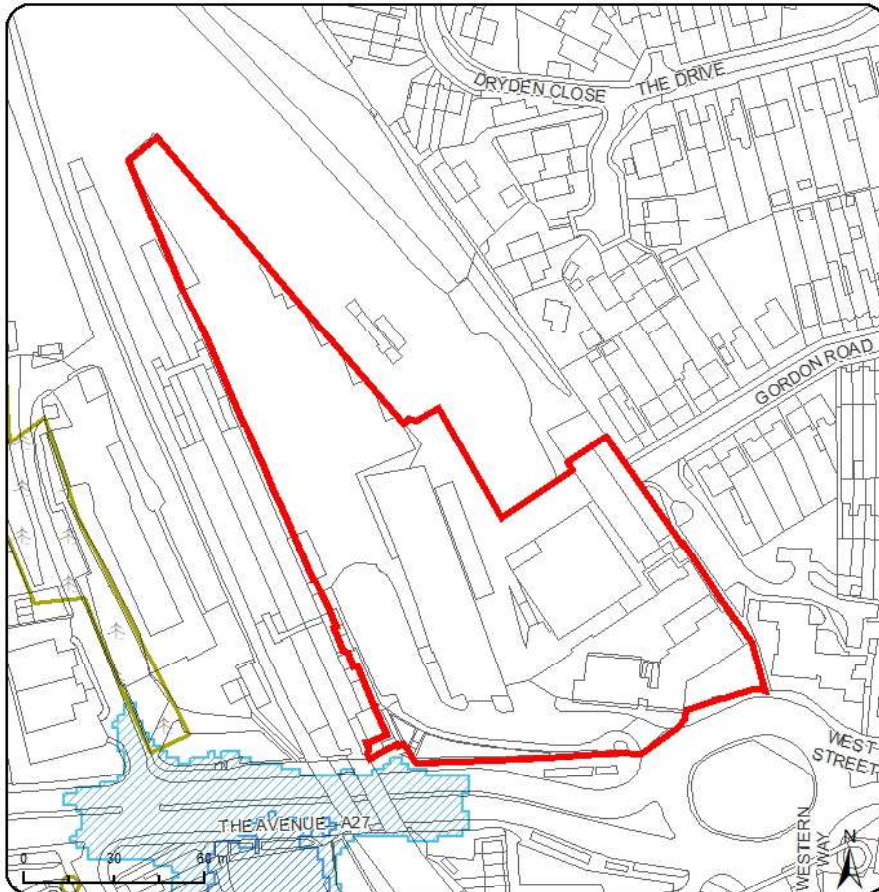 DRYDEN CLOSE
THE DRIVE
GORDON ROAD
WEST
STREET
THE AVENUE A27
WESTERN
WAY
N
0 30 60 m